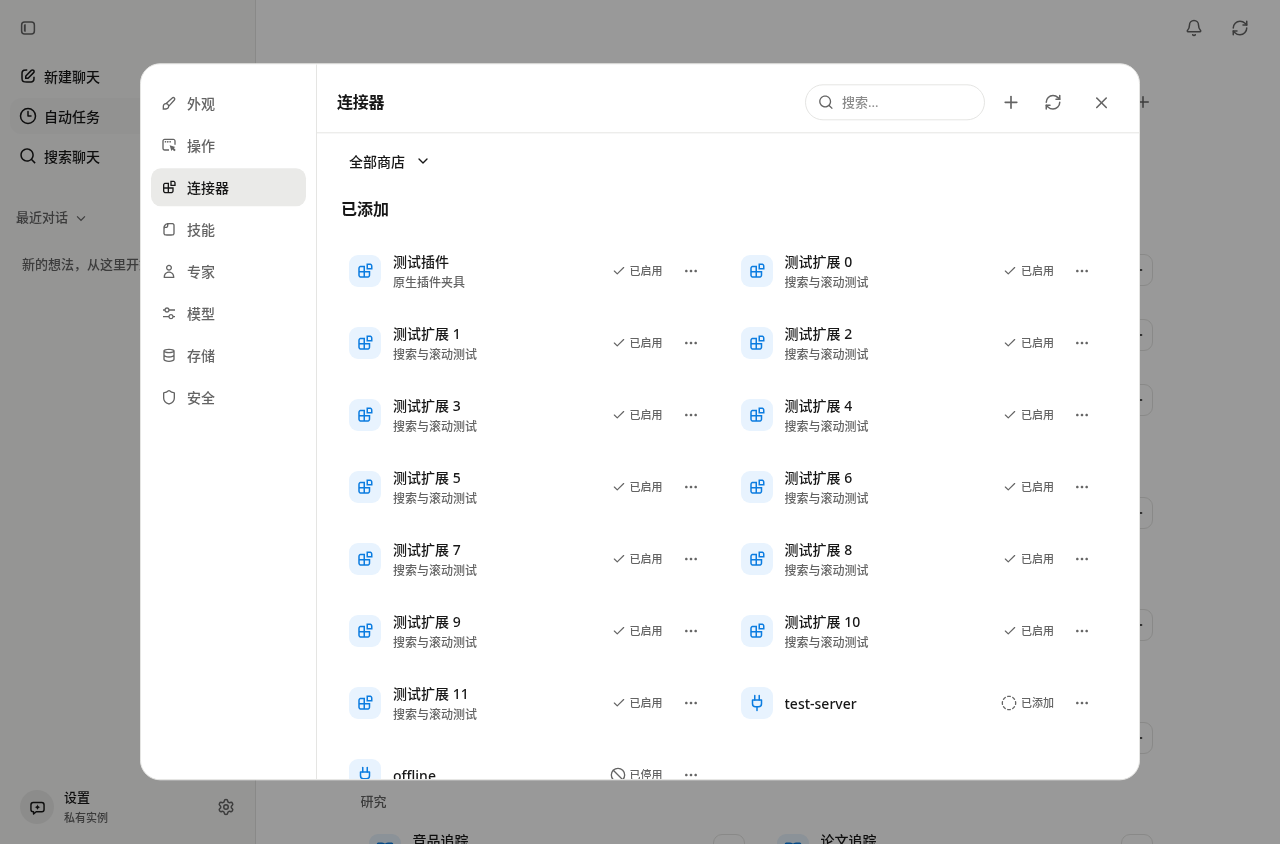 新建聊天
自动任务
搜索聊天
最近对话
新的想法，从这里开
设置
私有实例
外观
操作
连接器
技能
专家
模型
存储
安全
连接器
搜索...
全部商店
已添加
测试插件
原生插件夹具
已启用
测试扩展 0
搜索与滚动测试
已启用
测试扩展 1
搜索与滚动测试
已启用
测试扩展 2
搜索与滚动测试
已启用
测试扩展 3
搜索与滚动测试
已启用
测试扩展 4
搜索与滚动测试
已启用
测试扩展 5
搜索与滚动测试
已启用
测试扩展 6
搜索与滚动测试
已启用
测试扩展 7
搜索与滚动测试
已启用
测试扩展 8
搜索与滚动测试
已启用
测试扩展 9
搜索与滚动测试
已启用
测试扩展 10
搜索与滚动测试
已启用
测试扩展 11
搜索与滚动测试
已启用
test-server
已添加
offline
已停用
研究
竞品追踪
论文追踪